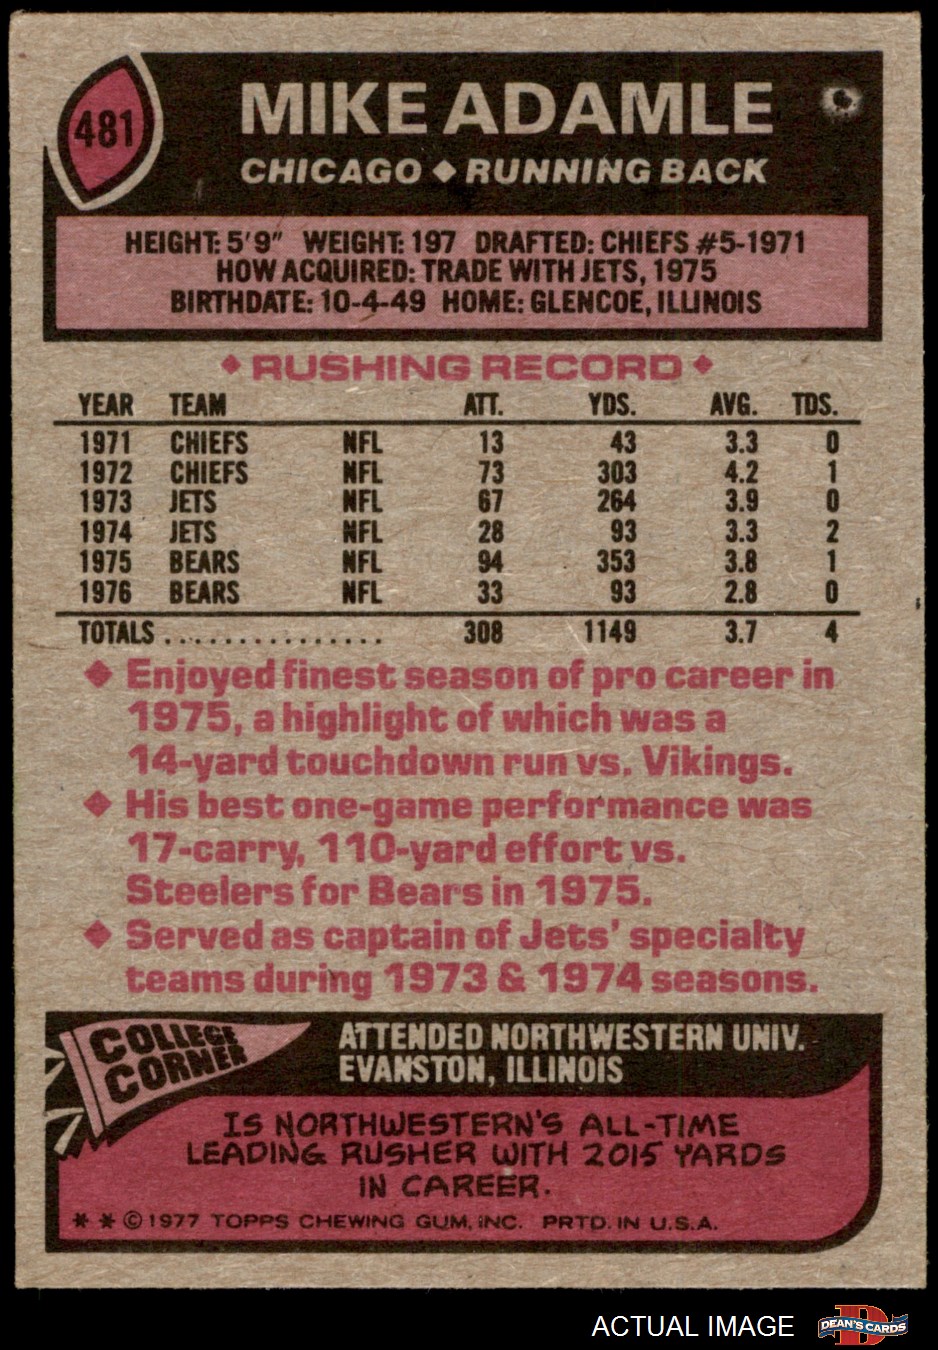 481
MIKE ADAMLE
CHICAGO ◆ RUNNING BACK
HEIGHT: 5'9" WEIGHT: 197 DRAFTED: CHIEFS #5-1971
HOW ACQUIRED: TRADE WITH JETS, 1975
BIRTHDATE: 10-4-49 HOME: GLENCOE, ILLINOIS
◆ RUSHING RECORD ◆
YEAR TEAM ATT. YDS. AVG. TDS.
1971 CHIEFS NFL 13 43 3.3 0
1972 CHIEFS NFL 73 303 4.2 1
1973 JETS NFL 67 264 3.9 0
1974 JETS NFL 28 93 3.3 2
1975 BEARS NFL 94 353 3.8 1
1976 BEARS NFL 33 93 2.8 0
TOTALS ............... 308 1149 3.7 4
◆ Enjoyed finest season of pro career in
1975, a highlight of which was a
14-yard touchdown run vs. Vikings.
◆ His best one-game performance was
17-carry, 110-yard effort vs.
Steelers for Bears in 1975.
◆ Served as captain of Jets' specialty
teams during 1973 & 1974 seasons.
COLLEGE
CORNER
ATTENDED NORTHWESTERN UNIV.
EVANSTON, ILLINOIS
IS NORTHWESTERN'S ALL-TIME
LEADING RUSHER WITH 2015 YARDS
IN CAREER.
* * © 1977 TOPPS CHEWING GUM, INC. PRTD. IN U.S.A.
ACTUAL IMAGE
D
DEAN'S CARDS